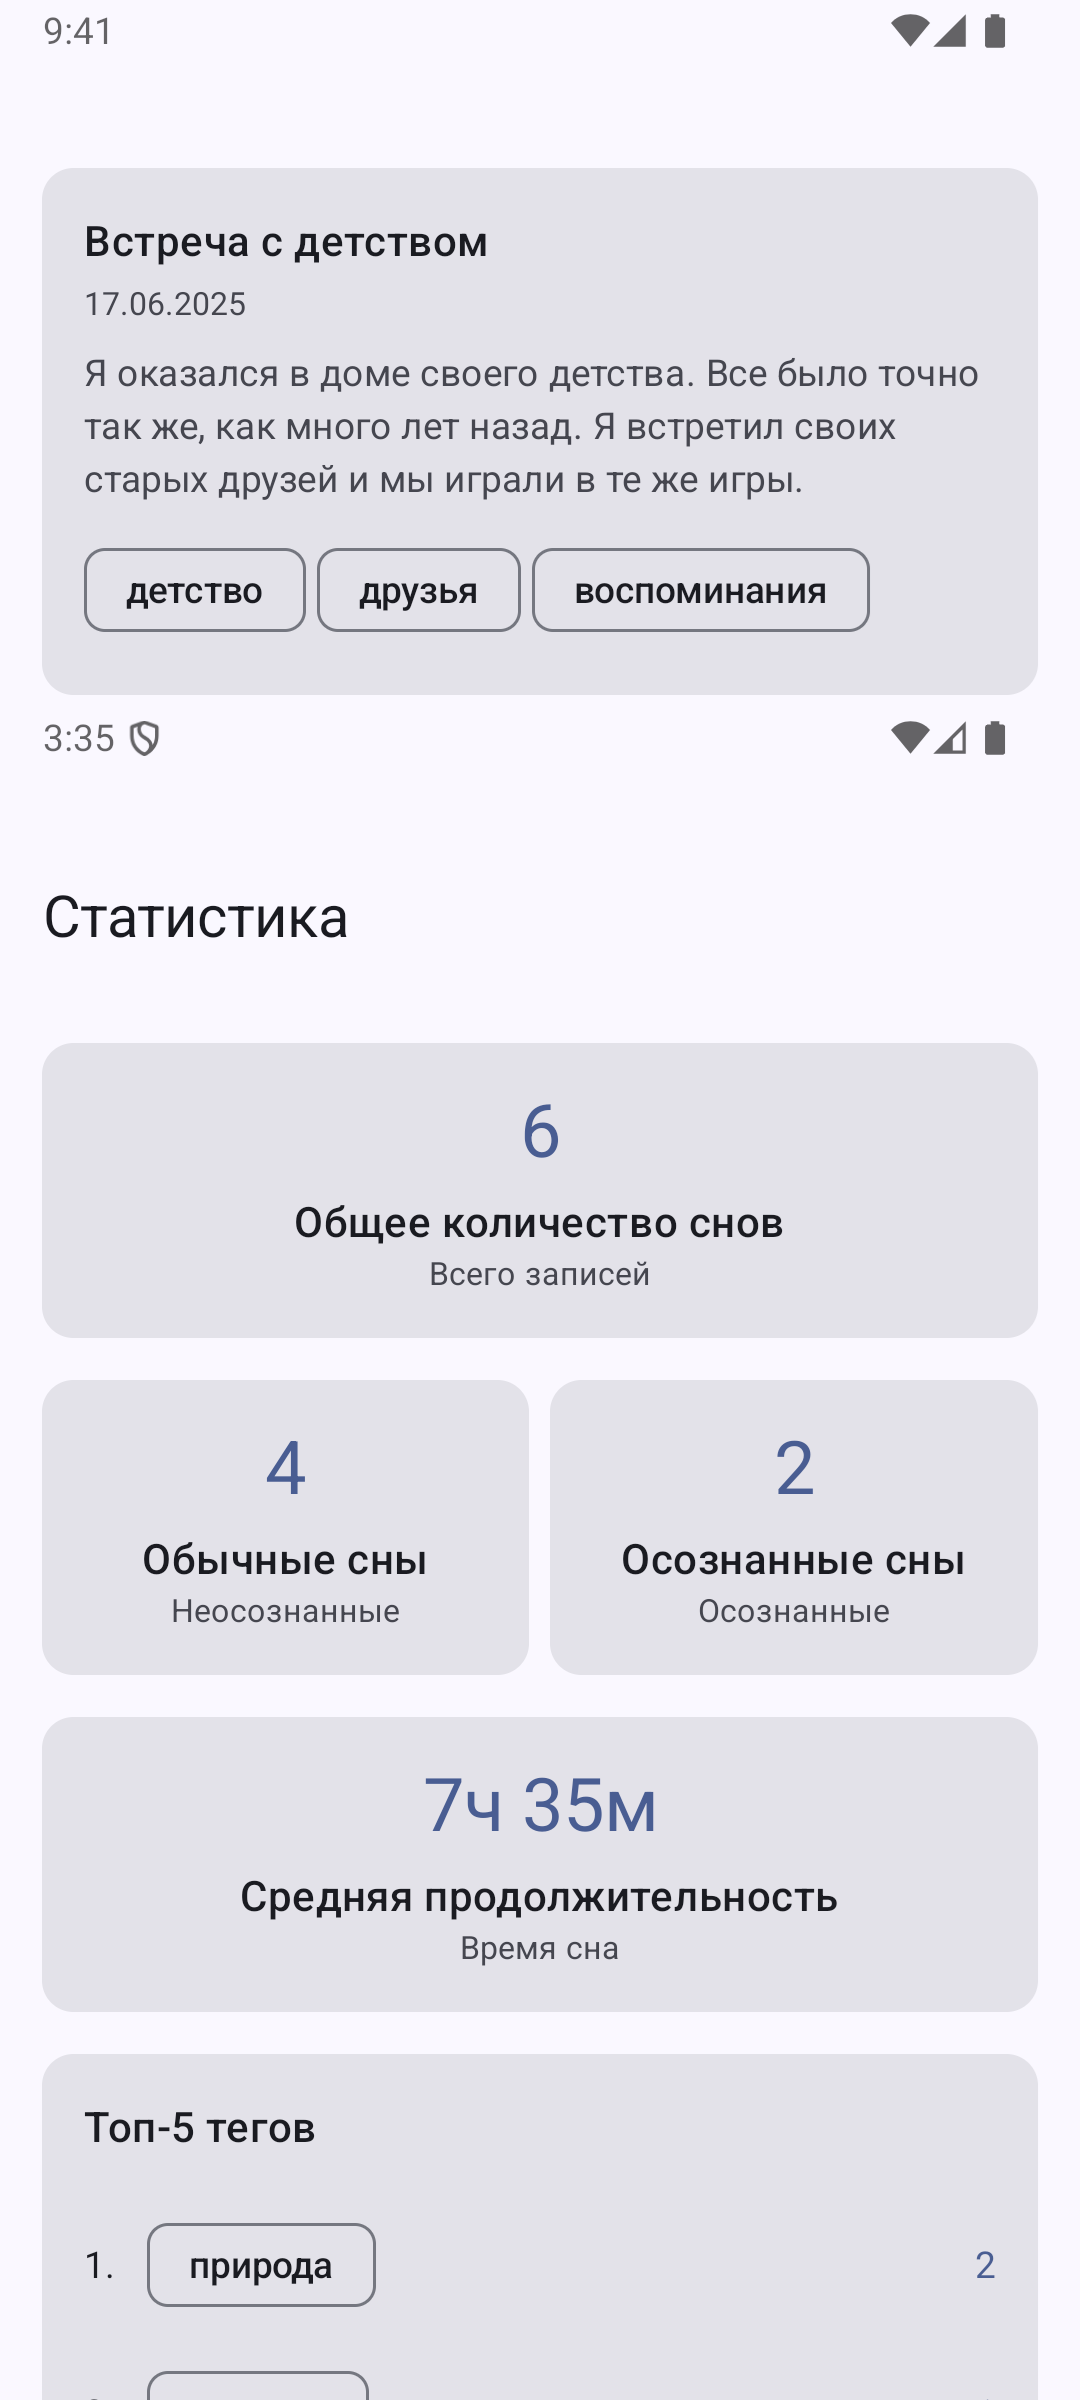 9:41
Встреча с детством
17.06.2025
Я оказался в доме своего детства. Все было точно
так же, как много лет назад. Я встретил своих
старых друзей и мы играли в те же игры.
детство друзья воспоминания
3:35
Статистика
6
Общее количество снов
Всего записей
4 2
Обычные сны Осознанные сны
Неосознанные Осознанные
7ч 35м
Средняя продолжительность
Время сна
Топ-5 тегов
1. природа 2